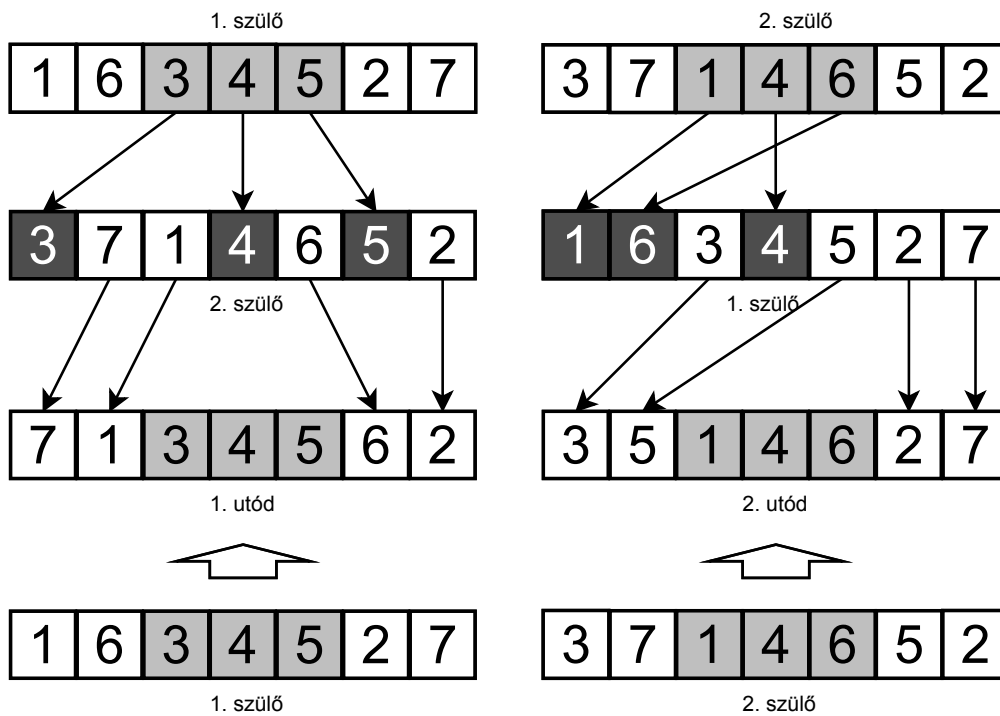 1. szülő
1 6 3 4 5 2 7
3 7 1 4 6 5 2
2. szülő
7 1 3 4 5 6 2
1. utód
1 6 3 4 5 2 7
1. szülő
2. szülő
3 7 1 4 6 5 2
1 6 3 4 5 2 7
1. szülő
3 5 1 4 6 2 7
2. utód
3 7 1 4 6 5 2
2. szülő